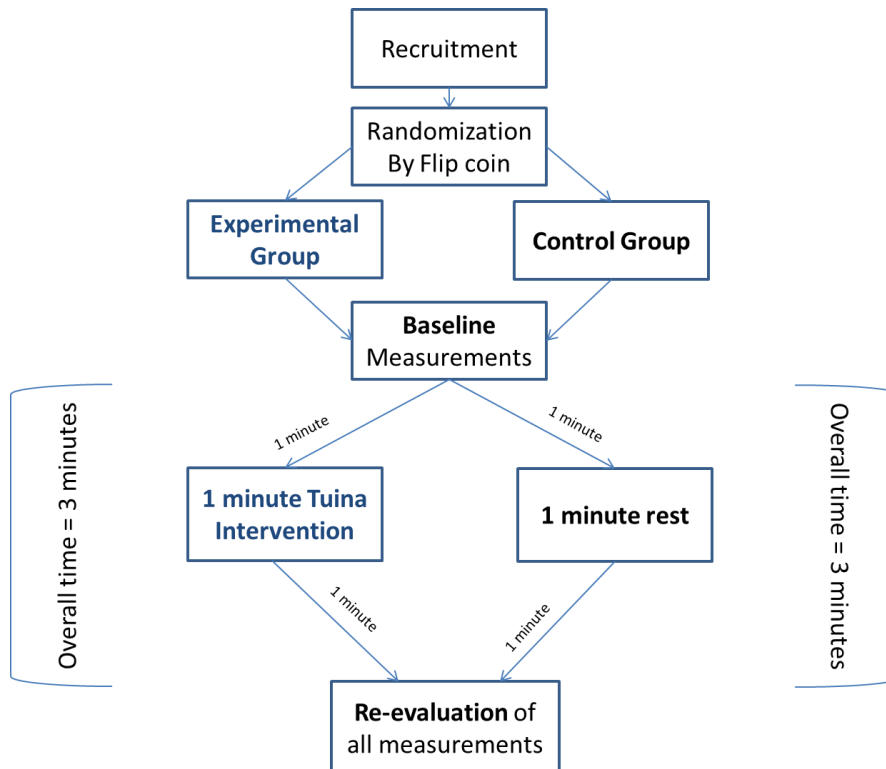 Recruitment
Randomization
By Flip coin
Experimental
Group
Control Group
Baseline
Measurements
Overall time = 3 minutes
1 minute
1 minute
Overall time = 3 minutes
1 minute Tuina
Intervention
1 minute rest
1 minute
1 minute
Re-evaluation of
all measurements